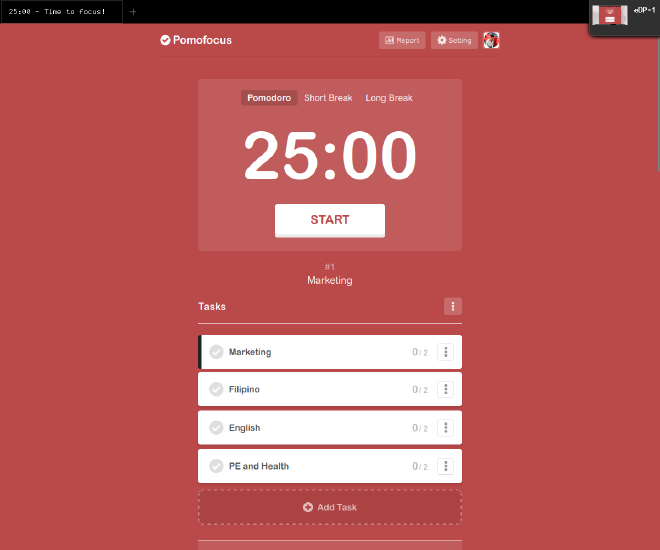 25:00 - Time to focus!
eDP-1
Pomofocus
Report
Setting
Pomodoro
Short Break
Long Break
25:00
START
#1
Marketing
Tasks
Marketing
0/ 2
Filipino
0/ 2
English
0/ 2
PE and Health
0/ 2
Add Task